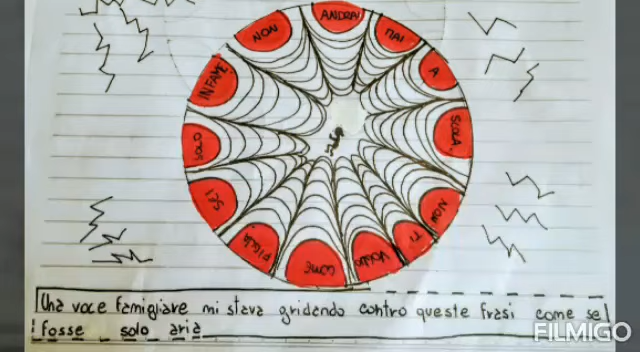 NON
ANDRAI
MAI
A
SCOLA.
NON
TI
VOGLIO
COME
FIGLIA
SEI
SOLO
INFAME
Una voce famigliare mi stava gridando contro queste frasi come se
fosse solo aria
FILMIGO